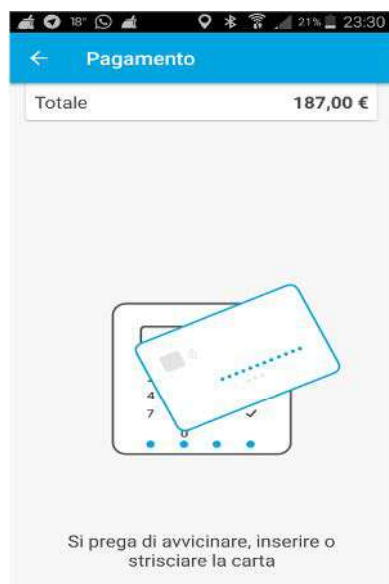 18° 21% 23:30
Pagamento
Totale 187,00 €
4
7
0
Si prega di avvicinare, inserire o
strisciare la carta